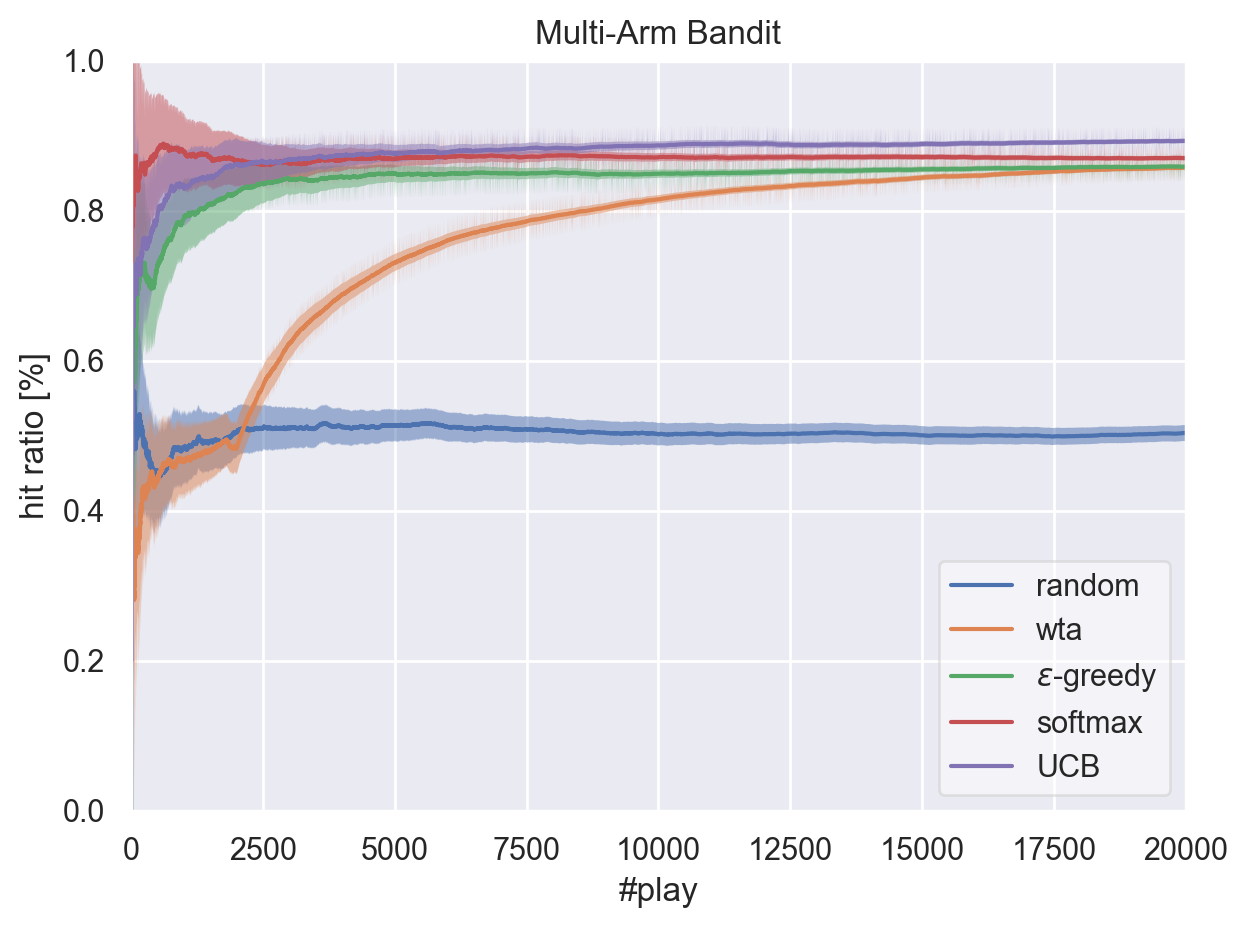 Multi-Arm Bandit
hit ratio [%]
1.0
0.8
0.6
0.4
0.2
0.0
random
wta
ε-greedy
softmax
UCB
0 2500 5000 7500 10000 12500 15000 17500 20000
#play